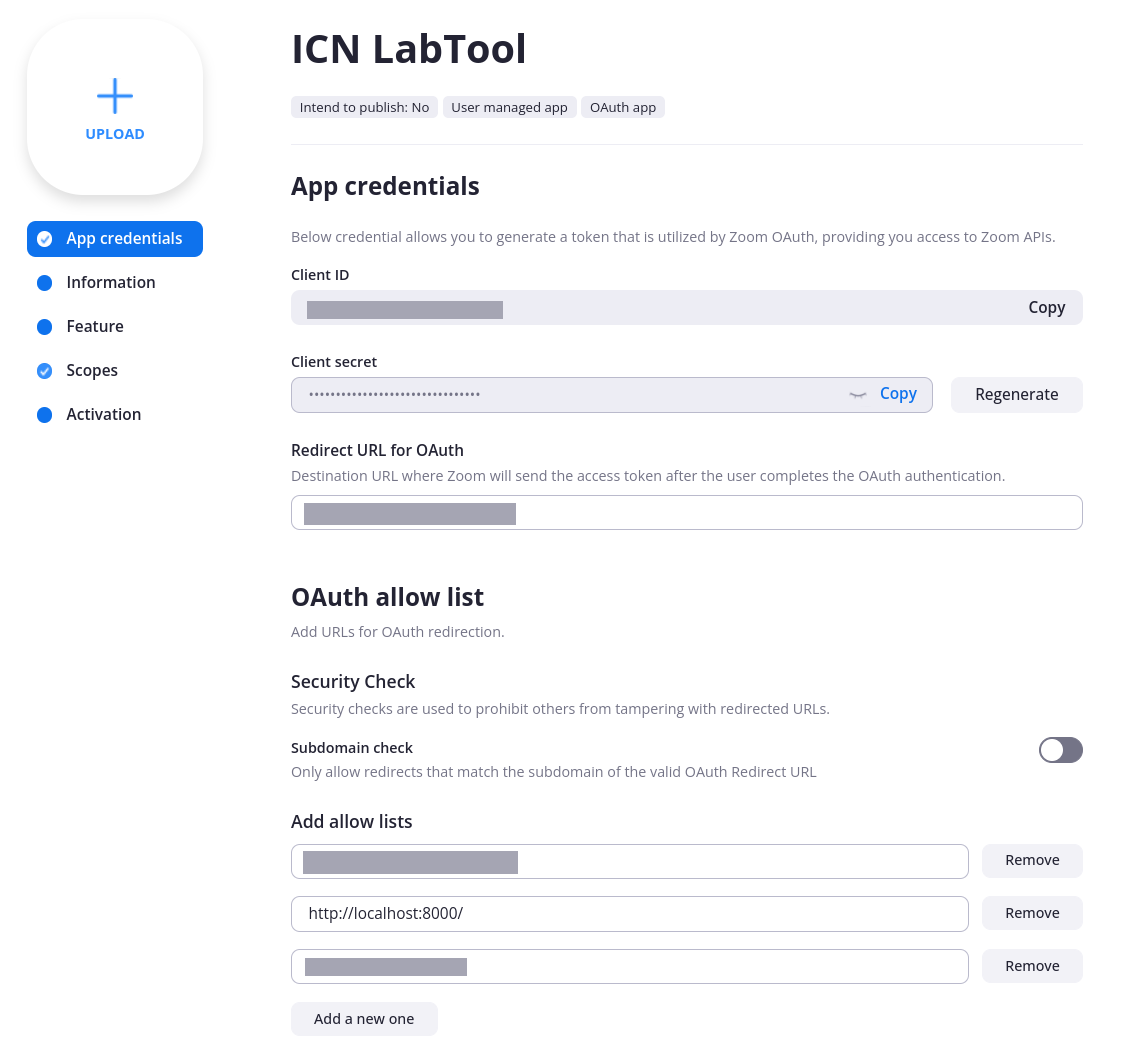 UPLOAD
App credentials
Information
Feature
Scopes
Activation
ICN LabTool
Intend to publish: No User managed app OAuth app
App credentials
Below credential allows you to generate a token that is utilized by Zoom OAuth, providing you access to Zoom APIs.
Client ID
Copy
Client secret
•••••••••••••••••••••••••••••••• Copy Regenerate
Redirect URL for OAuth
Destination URL where Zoom will send the access token after the user completes the OAuth authentication.
OAuth allow list
Add URLs for OAuth redirection.
Security Check
Security checks are used to prohibit others from tampering with redirected URLs.
Subdomain check
Only allow redirects that match the subdomain of the valid OAuth Redirect URL
Add allow lists
Remove
http://localhost:8000/ Remove
Remove
Add a new one